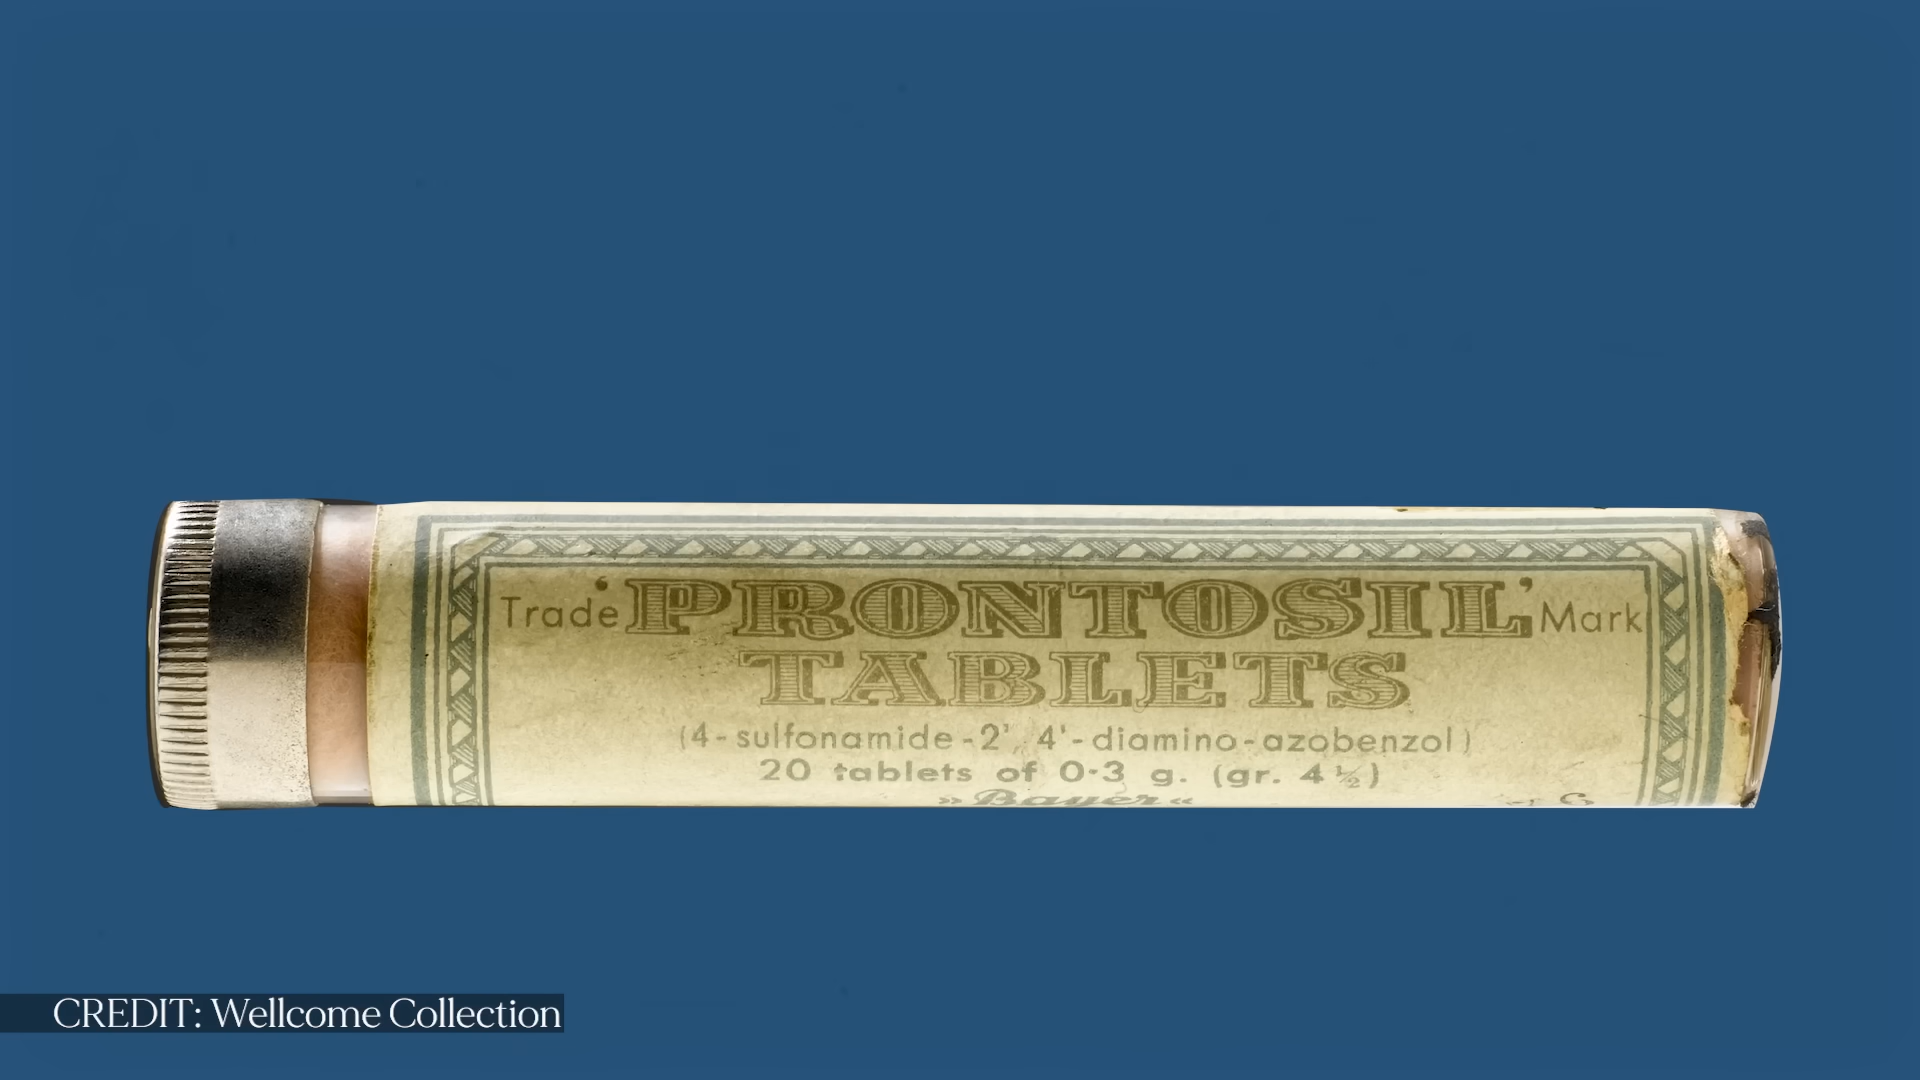 Trade 'PRONTOSIL' Mark
TABLETS
(4-sulfonamide-2' 4'-diamino-azobenzol)
20 tablets of 0·3 g. (gr. 4½)
»Bayer«
CREDIT: Wellcome Collection